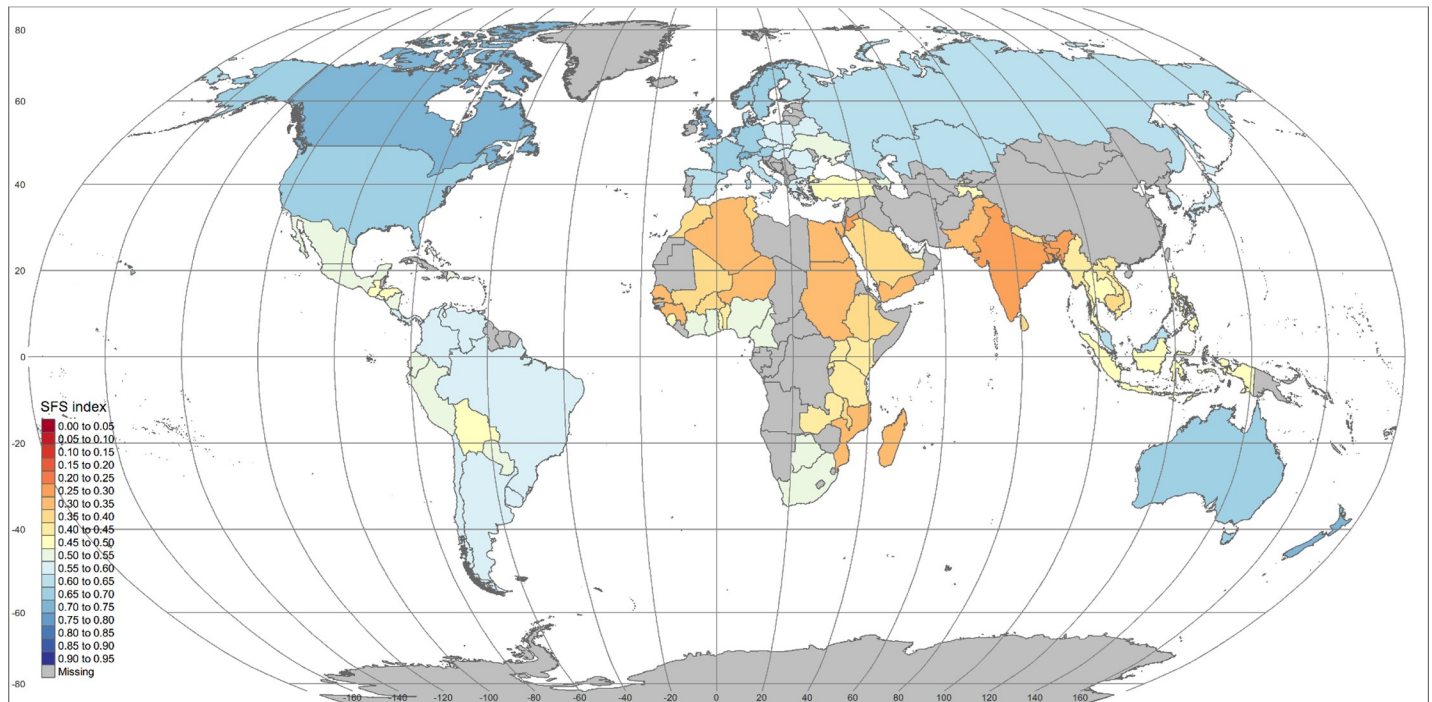 80
60
40
20
0
-20
-40
-60
-80
SFS index
0.00 to 0.05
0.05 to 0.10
0.10 to 0.15
0.15 to 0.20
0.20 to 0.25
0.25 to 0.30
0.30 to 0.35
0.35 to 0.40
0.40 to 0.45
0.45 to 0.50
0.50 to 0.55
0.55 to 0.60
0.60 to 0.65
0.65 to 0.70
0.70 to 0.75
0.75 to 0.80
0.80 to 0.85
0.85 to 0.90
0.90 to 0.95
Missing
-160 -140 -120 -100 -80 -60 -40 -20 0 20 40 60 80 100 120 140 160